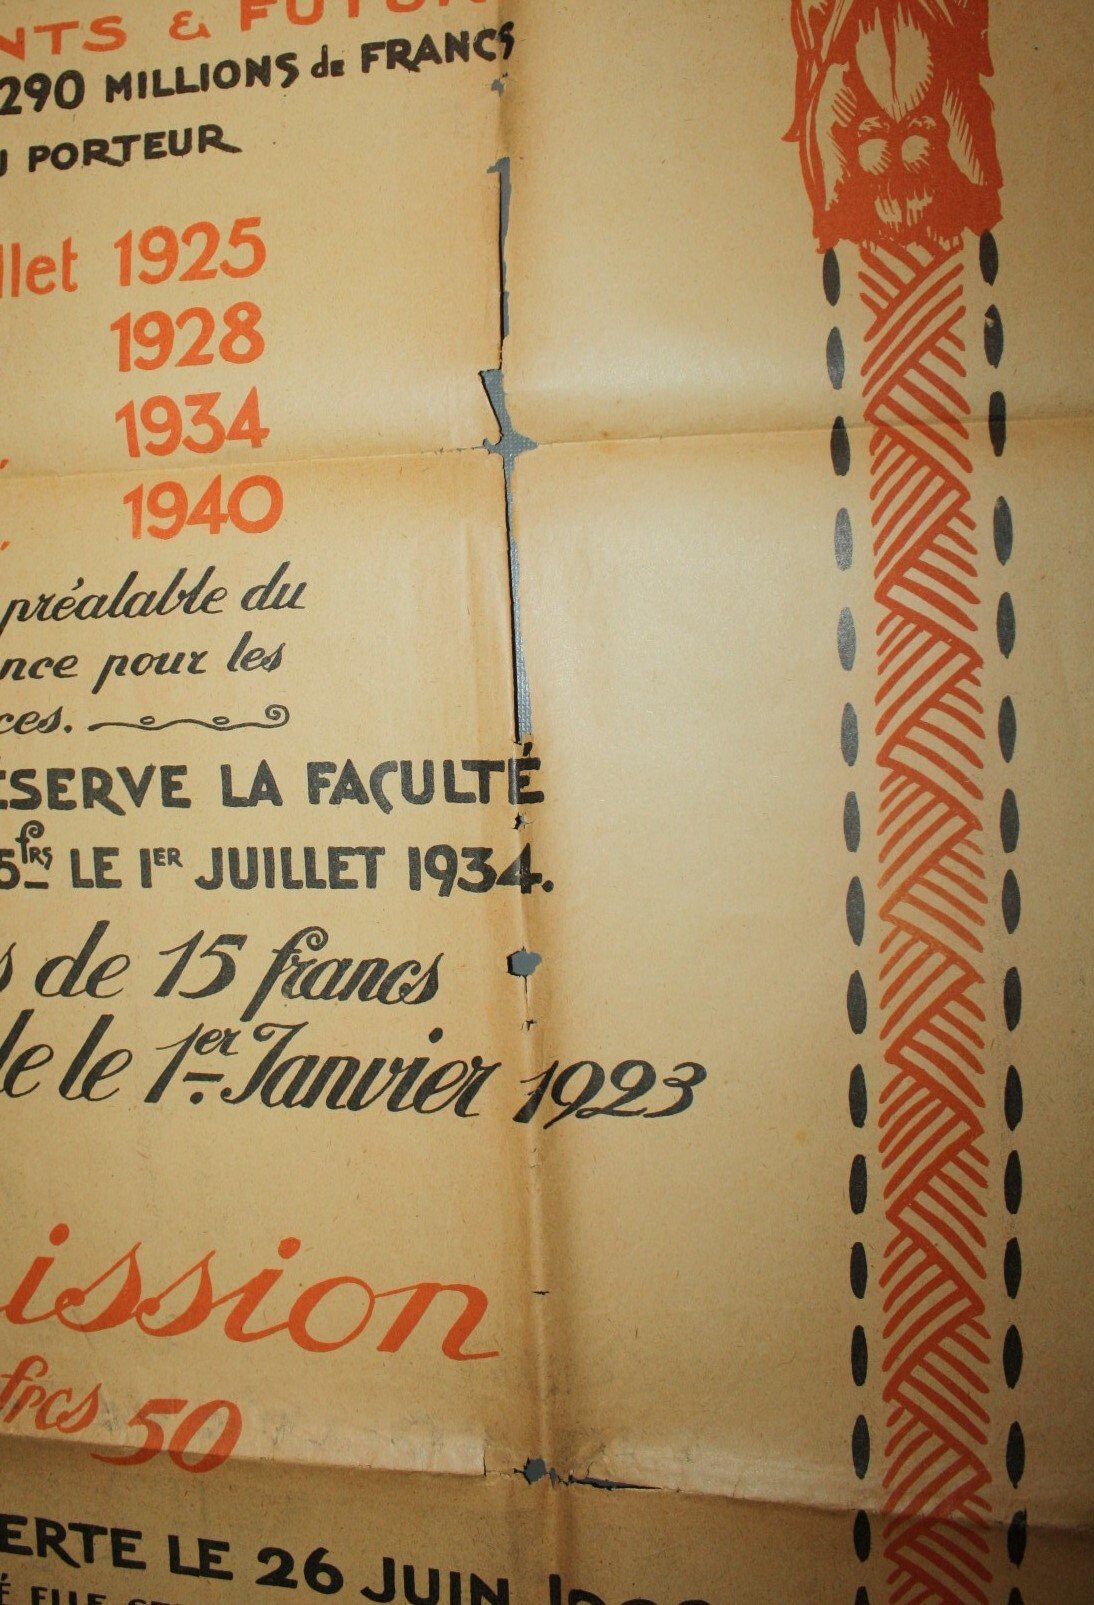 NTS & FUTUR
290 MILLIONS de FRANCS
U PORTEUR
llet 1925
1928
1934
1940
préalable du
nce pour les
ces.
ÉSERVE LA FACULTÉ
5frs LE 1ER JUILLET 1934.
s de 15 francs
le le 1er Janvier 1923
ission
frcs 50
ERTE LE 26 JUIN
É ELLE